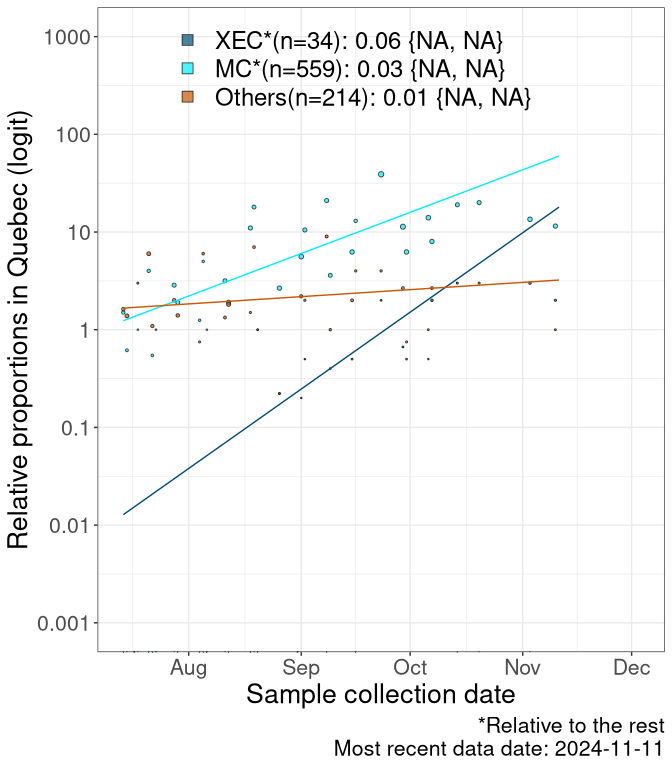 XEC*(n=34): 0.06 {NA, NA}
MC*(n=559): 0.03 {NA, NA}
Others(n=214): 0.01 {NA, NA}
Relative proportions in Quebec (logit)
1000
100
10
1
0.1
0.01
0.001
Aug Sep Oct Nov Dec
Sample collection date
*Relative to the rest
Most recent data date: 2024-11-11